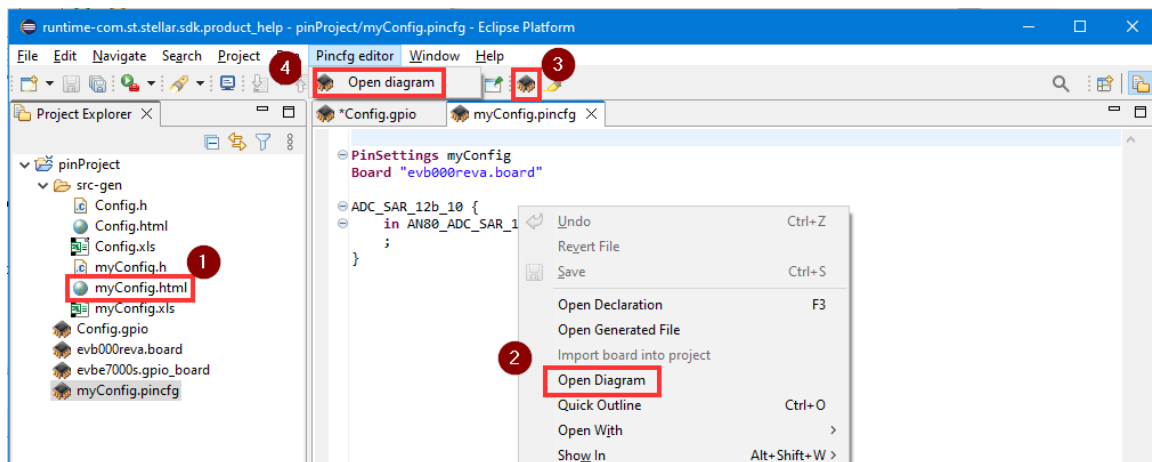 runtime-com.st.stellar.sdk.product_help - pinProject/myConfig.pincfg - Eclipse Platform
File Edit Navigate Search Project Pincfg editor Window Help
4
Open diagram
3
Project Explorer
*Config.gpio
myConfig.pincfg
pinProject
src-gen
Config.h
Config.html
Config.xls
myConfig.h
1
myConfig.html
myConfig.xls
Config.gpio
evb000reva.board
evbe7000s.gpio_board
myConfig.pincfg
PinSettings myConfig
Board "evb000reva.board"
ADC_SAR_12b_10 {
in AN80_ADC_SAR_1
;
}
Undo Ctrl+Z
Revert File
Save Ctrl+S
Open Declaration F3
Open Generated File
Import board into project
2
Open Diagram
Quick Outline Ctrl+O
Open With >
Show In Alt+Shift+W >